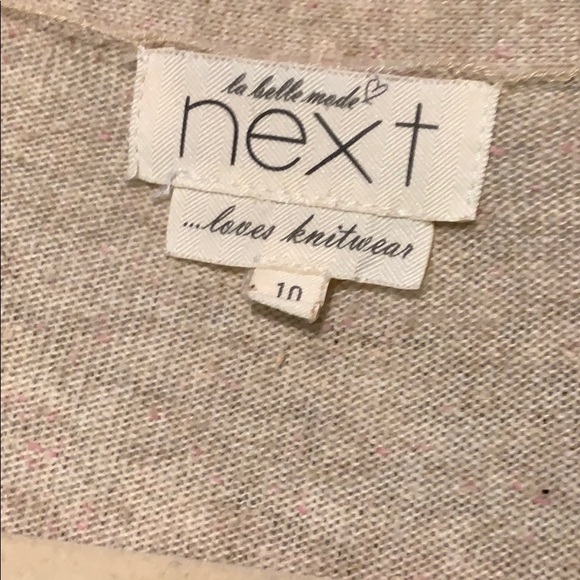 la belle mode
next
...loves knitwear
10